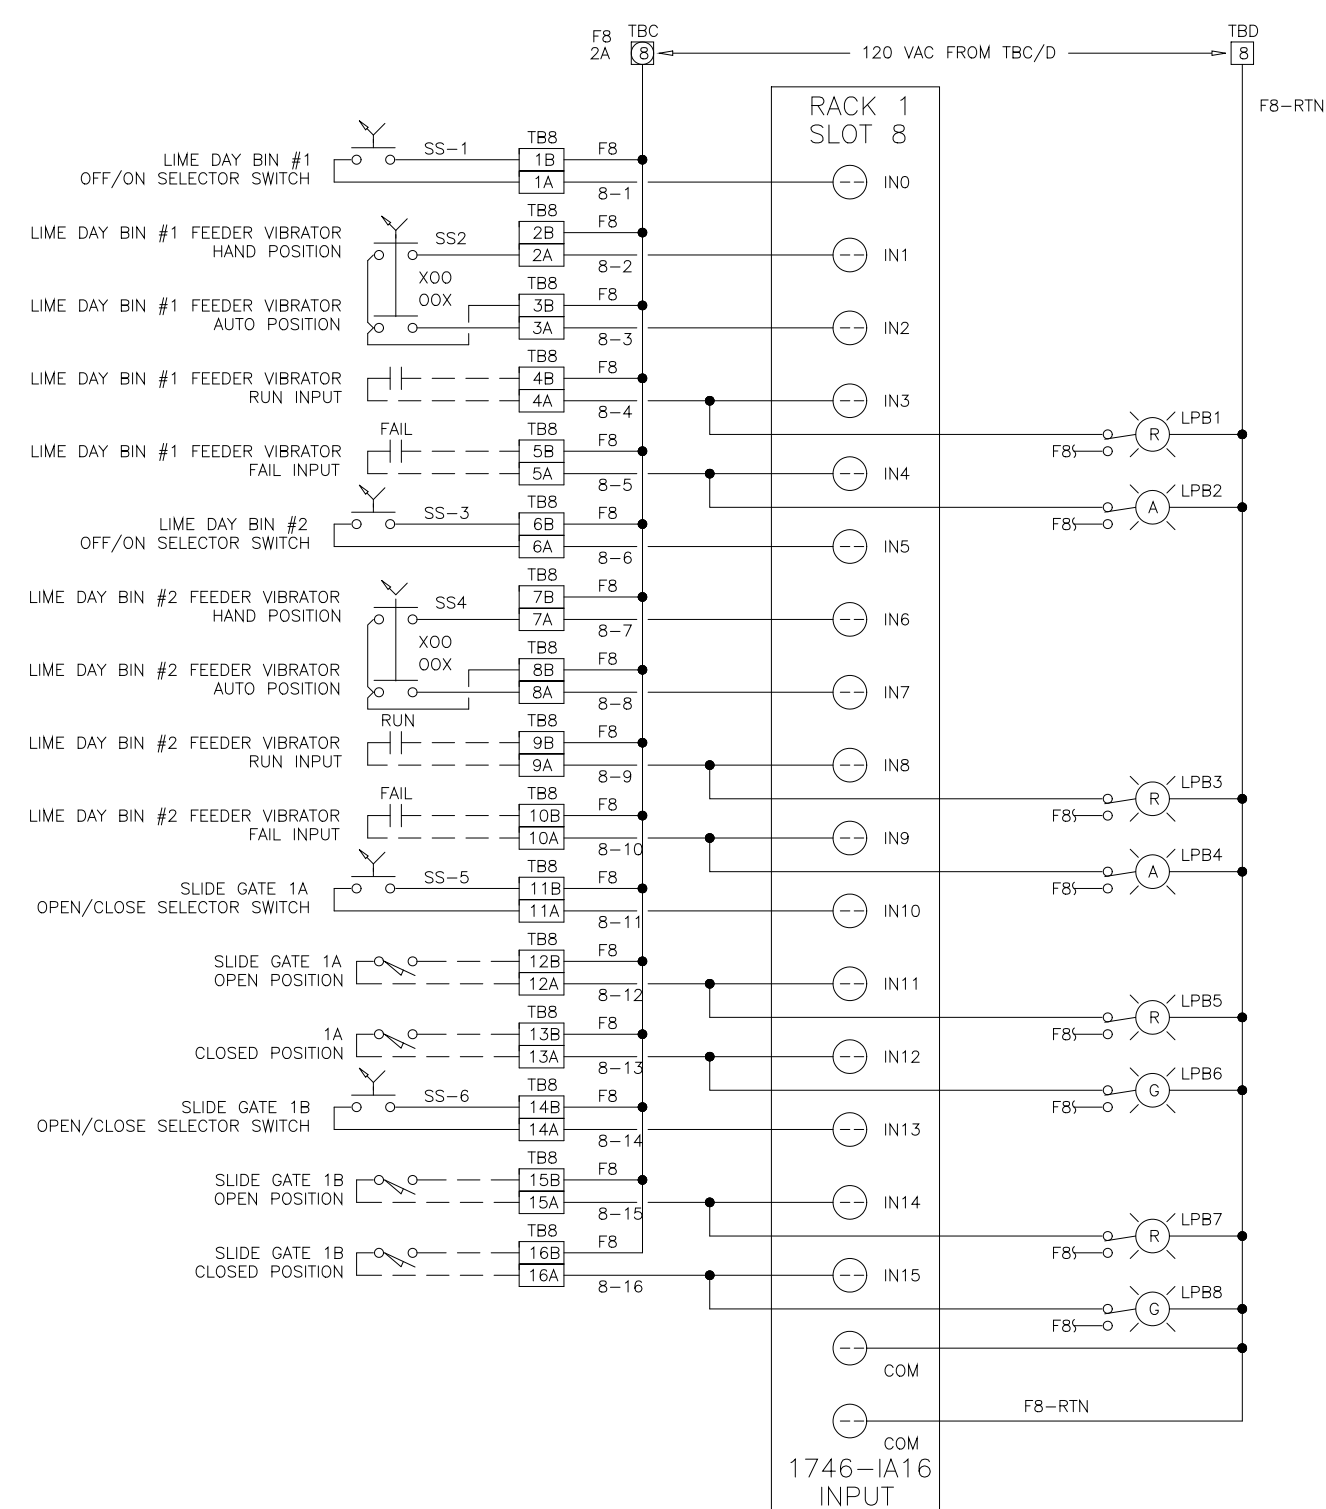 F8
2A
TBC
8
120 VAC FROM TBC/D
TBD
8
F8-RTN
RACK 1
SLOT 8
LIME DAY BIN #1
OFF/ON SELECTOR SWITCH
SS-1
TB8
1B
1A
F8
8-1
IN0
LIME DAY BIN #1 FEEDER VIBRATOR
HAND POSITION
SS2
TB8
2B
2A
F8
8-2
IN1
X00
00X
LIME DAY BIN #1 FEEDER VIBRATOR
AUTO POSITION
TB8
3B
3A
F8
8-3
IN2
LIME DAY BIN #1 FEEDER VIBRATOR
RUN INPUT
TB8
4B
4A
F8
8-4
IN3
LPB1
R
F8
LIME DAY BIN #1 FEEDER VIBRATOR
FAIL INPUT
FAIL
TB8
5B
5A
F8
8-5
IN4
LPB2
A
F8
LIME DAY BIN #2
OFF/ON SELECTOR SWITCH
SS-3
TB8
6B
6A
F8
8-6
IN5
LIME DAY BIN #2 FEEDER VIBRATOR
HAND POSITION
SS4
TB8
7B
7A
F8
8-7
IN6
X00
00X
LIME DAY BIN #2 FEEDER VIBRATOR
AUTO POSITION
TB8
8B
8A
F8
8-8
IN7
LIME DAY BIN #2 FEEDER VIBRATOR
RUN INPUT
RUN
TB8
9B
9A
F8
8-9
IN8
LPB3
R
F8
LIME DAY BIN #2 FEEDER VIBRATOR
FAIL INPUT
FAIL
TB8
10B
10A
F8
8-10
IN9
LPB4
A
F8
SLIDE GATE 1A
OPEN/CLOSE SELECTOR SWITCH
SS-5
TB8
11B
11A
F8
8-11
IN10
SLIDE GATE 1A
OPEN POSITION
TB8
12B
12A
F8
8-12
IN11
LPB5
R
F8
1A
CLOSED POSITION
TB8
13B
13A
F8
8-13
IN12
LPB6
G
F8
SLIDE GATE 1B
OPEN/CLOSE SELECTOR SWITCH
SS-6
TB8
14B
14A
F8
8-14
IN13
SLIDE GATE 1B
OPEN POSITION
TB8
15B
15A
F8
8-15
IN14
LPB7
R
F8
SLIDE GATE 1B
CLOSED POSITION
TB8
16B
16A
F8
8-16
IN15
LPB8
G
F8
COM
F8-RTN
COM
1746-IA16
INPUT